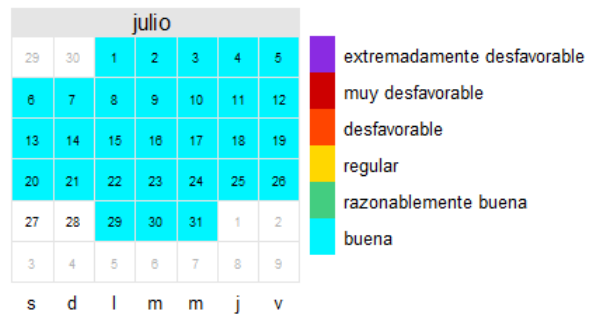 julio
29 30 1 2 3 4 5
6 7 8 9 10 11 12
13 14 15 16 17 18 19
20 21 22 23 24 25 26
27 28 29 30 31 1 2
3 4 5 6 7 8 9
s d l m m j v
extremadamente desfavorable
muy desfavorable
desfavorable
regular
razonablemente buena
buena